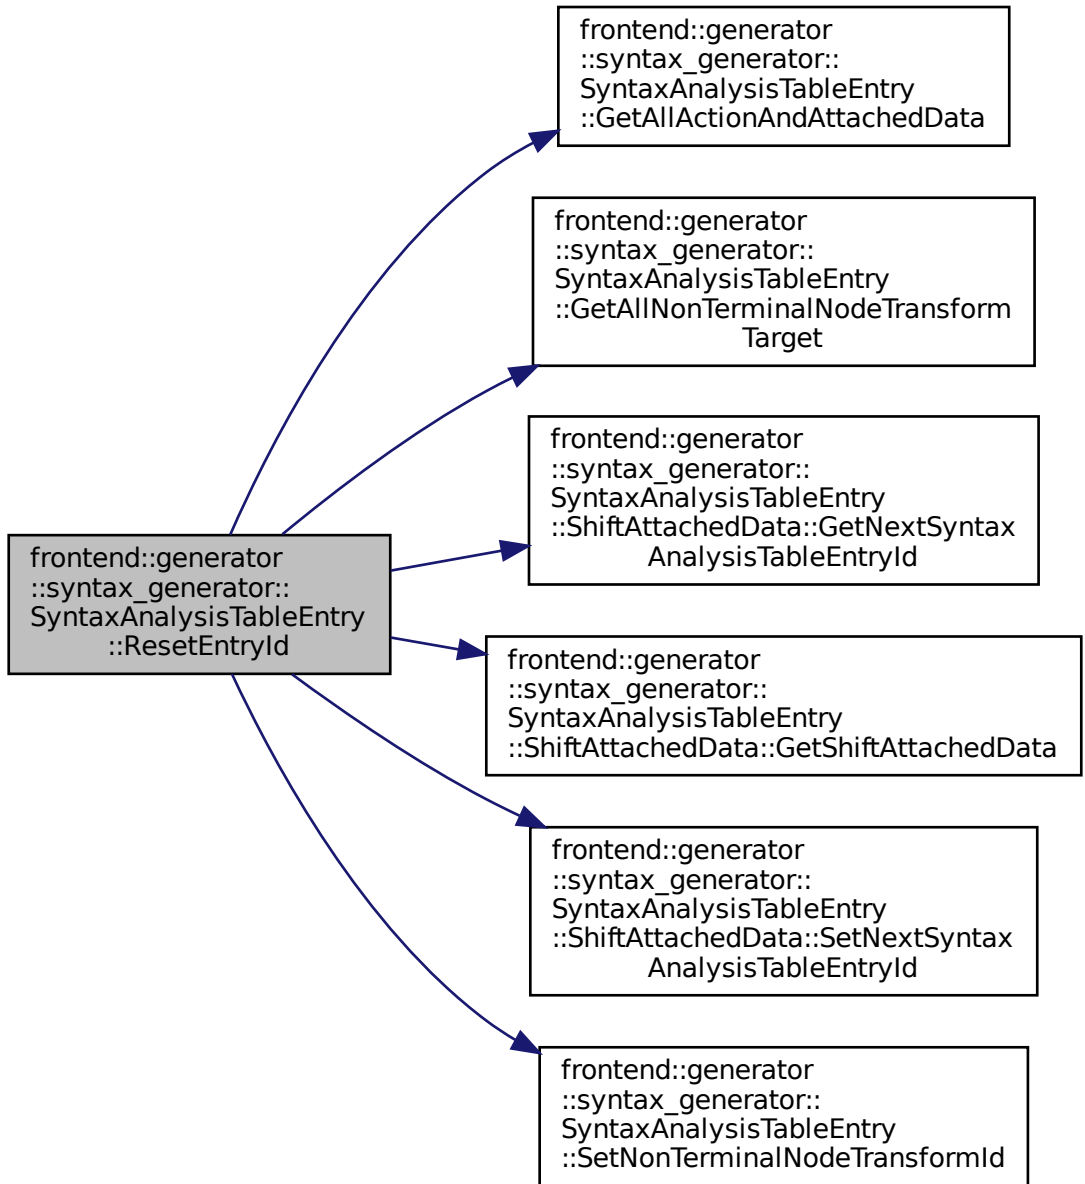 frontend::generator
::syntax_generator::
SyntaxAnalysisTableEntry
::GetAllActionAndAttachedData
frontend::generator
::syntax_generator::
SyntaxAnalysisTableEntry
::GetAllNonTerminalNodeTransform
Target
frontend::generator
::syntax_generator::
SyntaxAnalysisTableEntry
::ShiftAttachedData::GetNextSyntax
AnalysisTableEntryId
frontend::generator
::syntax_generator::
SyntaxAnalysisTableEntry
::ResetEntryId
frontend::generator
::syntax_generator::
SyntaxAnalysisTableEntry
::ShiftAttachedData::GetShiftAttachedData
frontend::generator
::syntax_generator::
SyntaxAnalysisTableEntry
::ShiftAttachedData::SetNextSyntax
AnalysisTableEntryId
frontend::generator
::syntax_generator::
SyntaxAnalysisTableEntry
::SetNonTerminalNodeTransformId